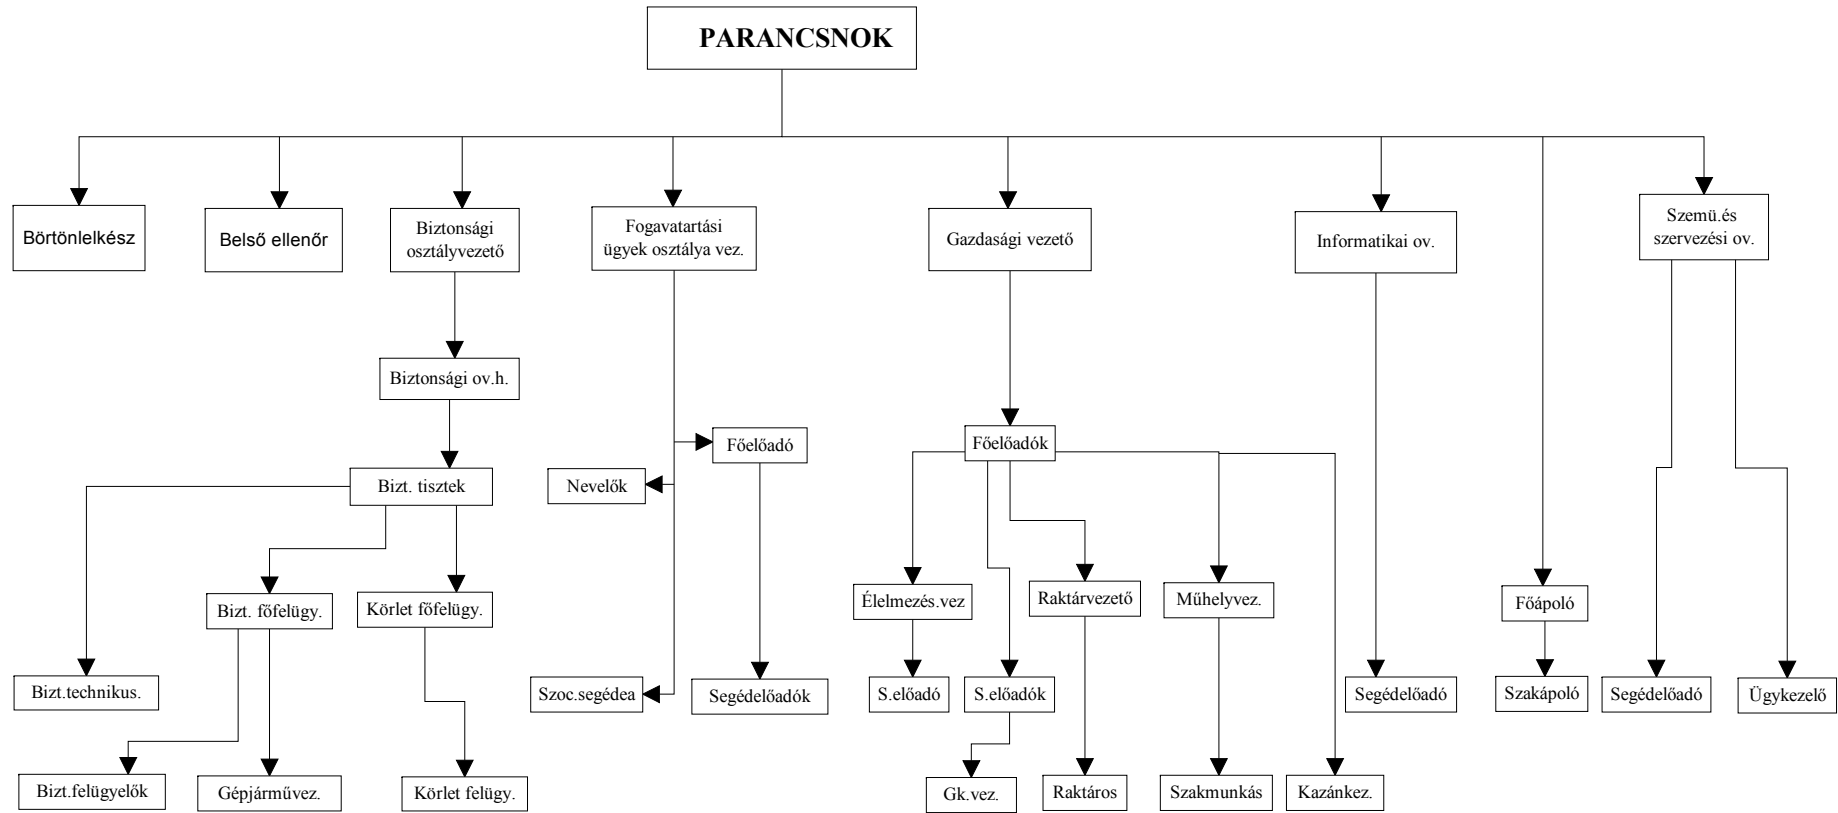 PARANCSNOK
Börtönlelkész
Belső ellenőr
Biztonsági
osztályvezető
Fogavatartási
ügyek osztálya vez.
Gazdasági vezető
Informatikai ov.
Szemü.és
szervezési ov.
Biztonsági ov.h.
Főelőadó
Főelőadók
Bizt. tisztek
Nevelők
Bizt. főfelügy.
Körlet főfelügy.
Élelmezés.vez
Raktárvezető
Műhelyvez.
Főápoló
Bizt.technikus.
Szoc.segédea
Segédelőadók
S.előadó
S.előadók
Segédelőadó
Szakápoló
Segédelőadó
Ügykezelő
Bizt.felügyelők
Gépjárművez.
Körlet felügy.
Gk.vez.
Raktáros
Szakmunkás
Kazánkez.